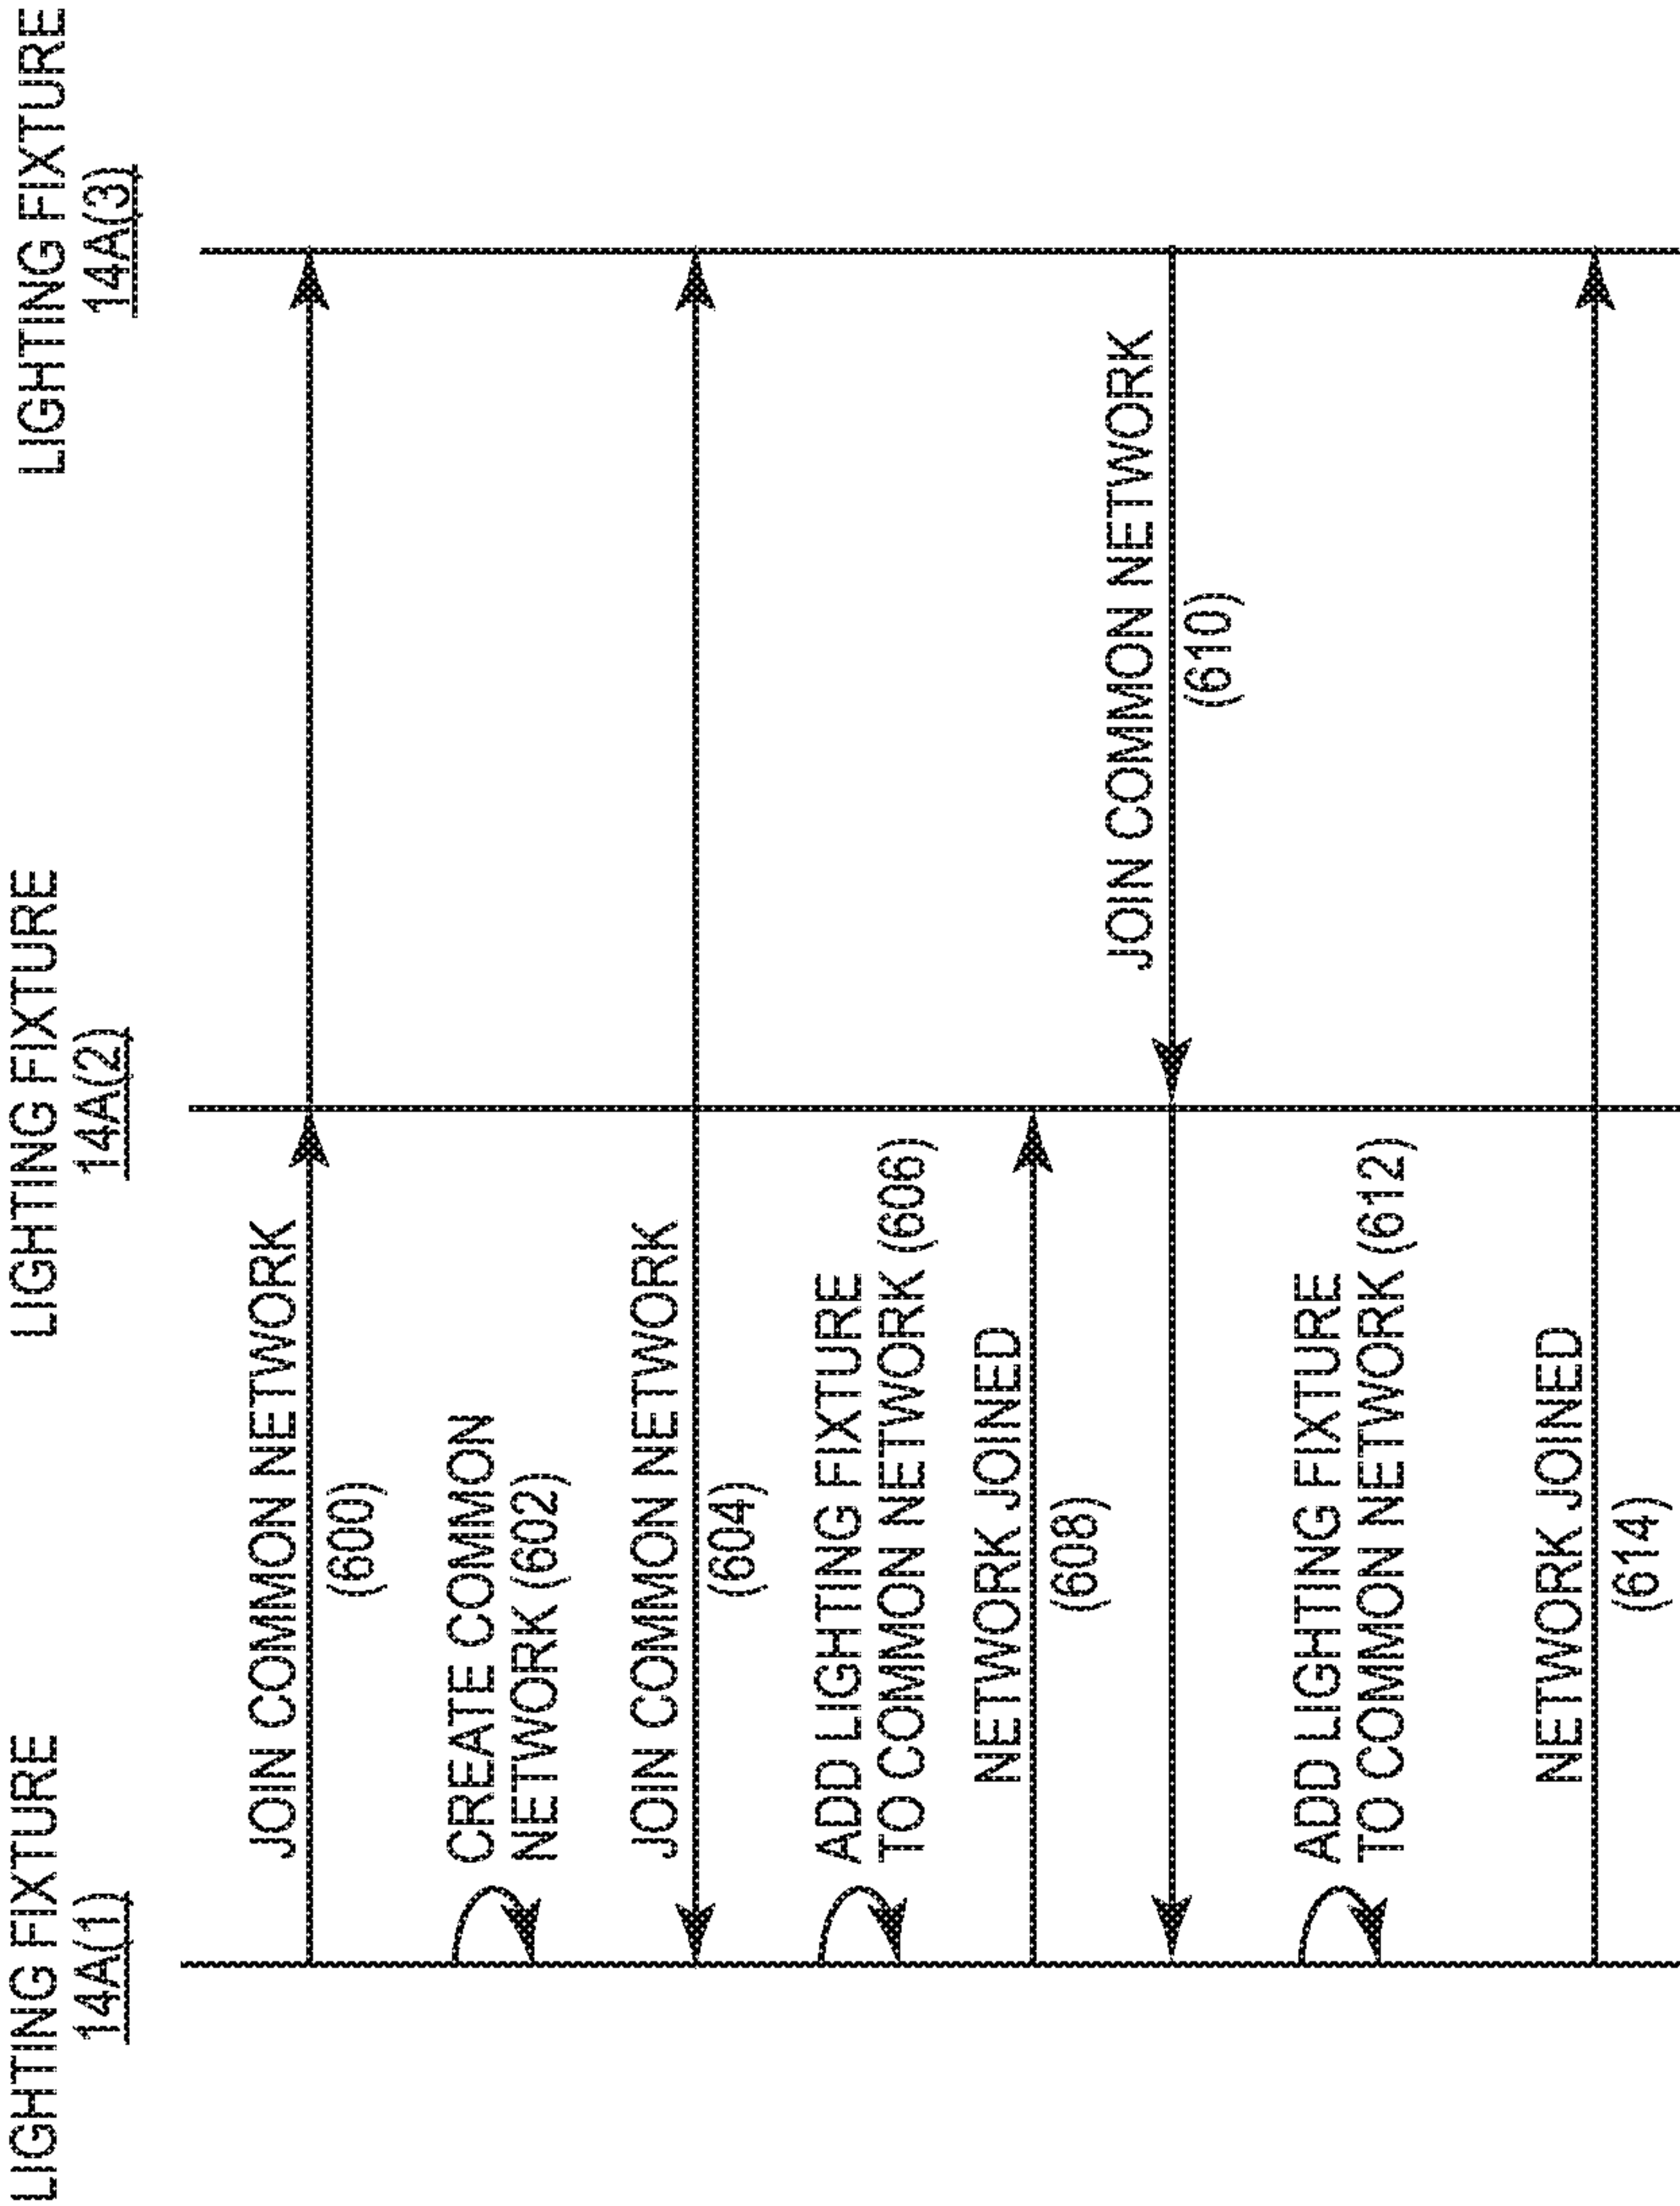 LIGHTING FIXTURE
14A(1)
LIGHTING FIXTURE
14A(2)
LIGHTING FIXTURE
14A(3)
JOIN COMMON NETWORK
(600)
CREATE COMMON
NETWORK (602)
JOIN COMMON NETWORK
(604)
ADD LIGHTING FIXTURE
TO COMMON NETWORK (606)
NETWORK JOINED
(608)
JOIN COMMON NETWORK
(610)
ADD LIGHTING FIXTURE
TO COMMON NETWORK (612)
NETWORK JOINED
(614)